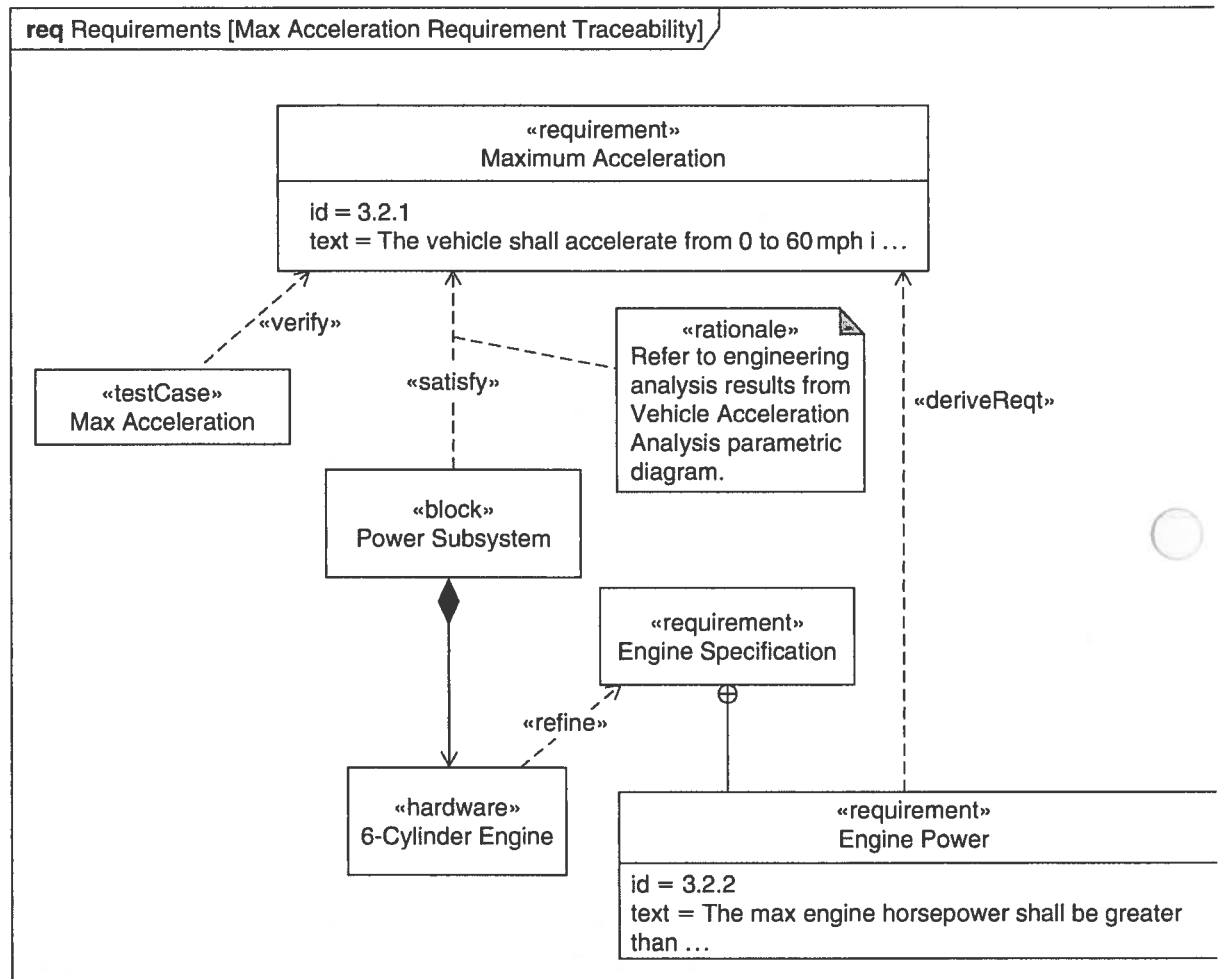 req Requirements [Max Acceleration Requirement Traceability]
«requirement»
Maximum Acceleration
id = 3.2.1
text = The vehicle shall accelerate from 0 to 60 mph i ...
«verify»
«testCase»
Max Acceleration
«satisfy»
«rationale»
Refer to engineering
analysis results from
Vehicle Acceleration
Analysis parametric
diagram.
«deriveReqt»
«block»
Power Subsystem
«requirement»
Engine Specification
«refine»
«hardware»
6-Cylinder Engine
«requirement»
Engine Power
id = 3.2.2
text = The max engine horsepower shall be greater
than ...